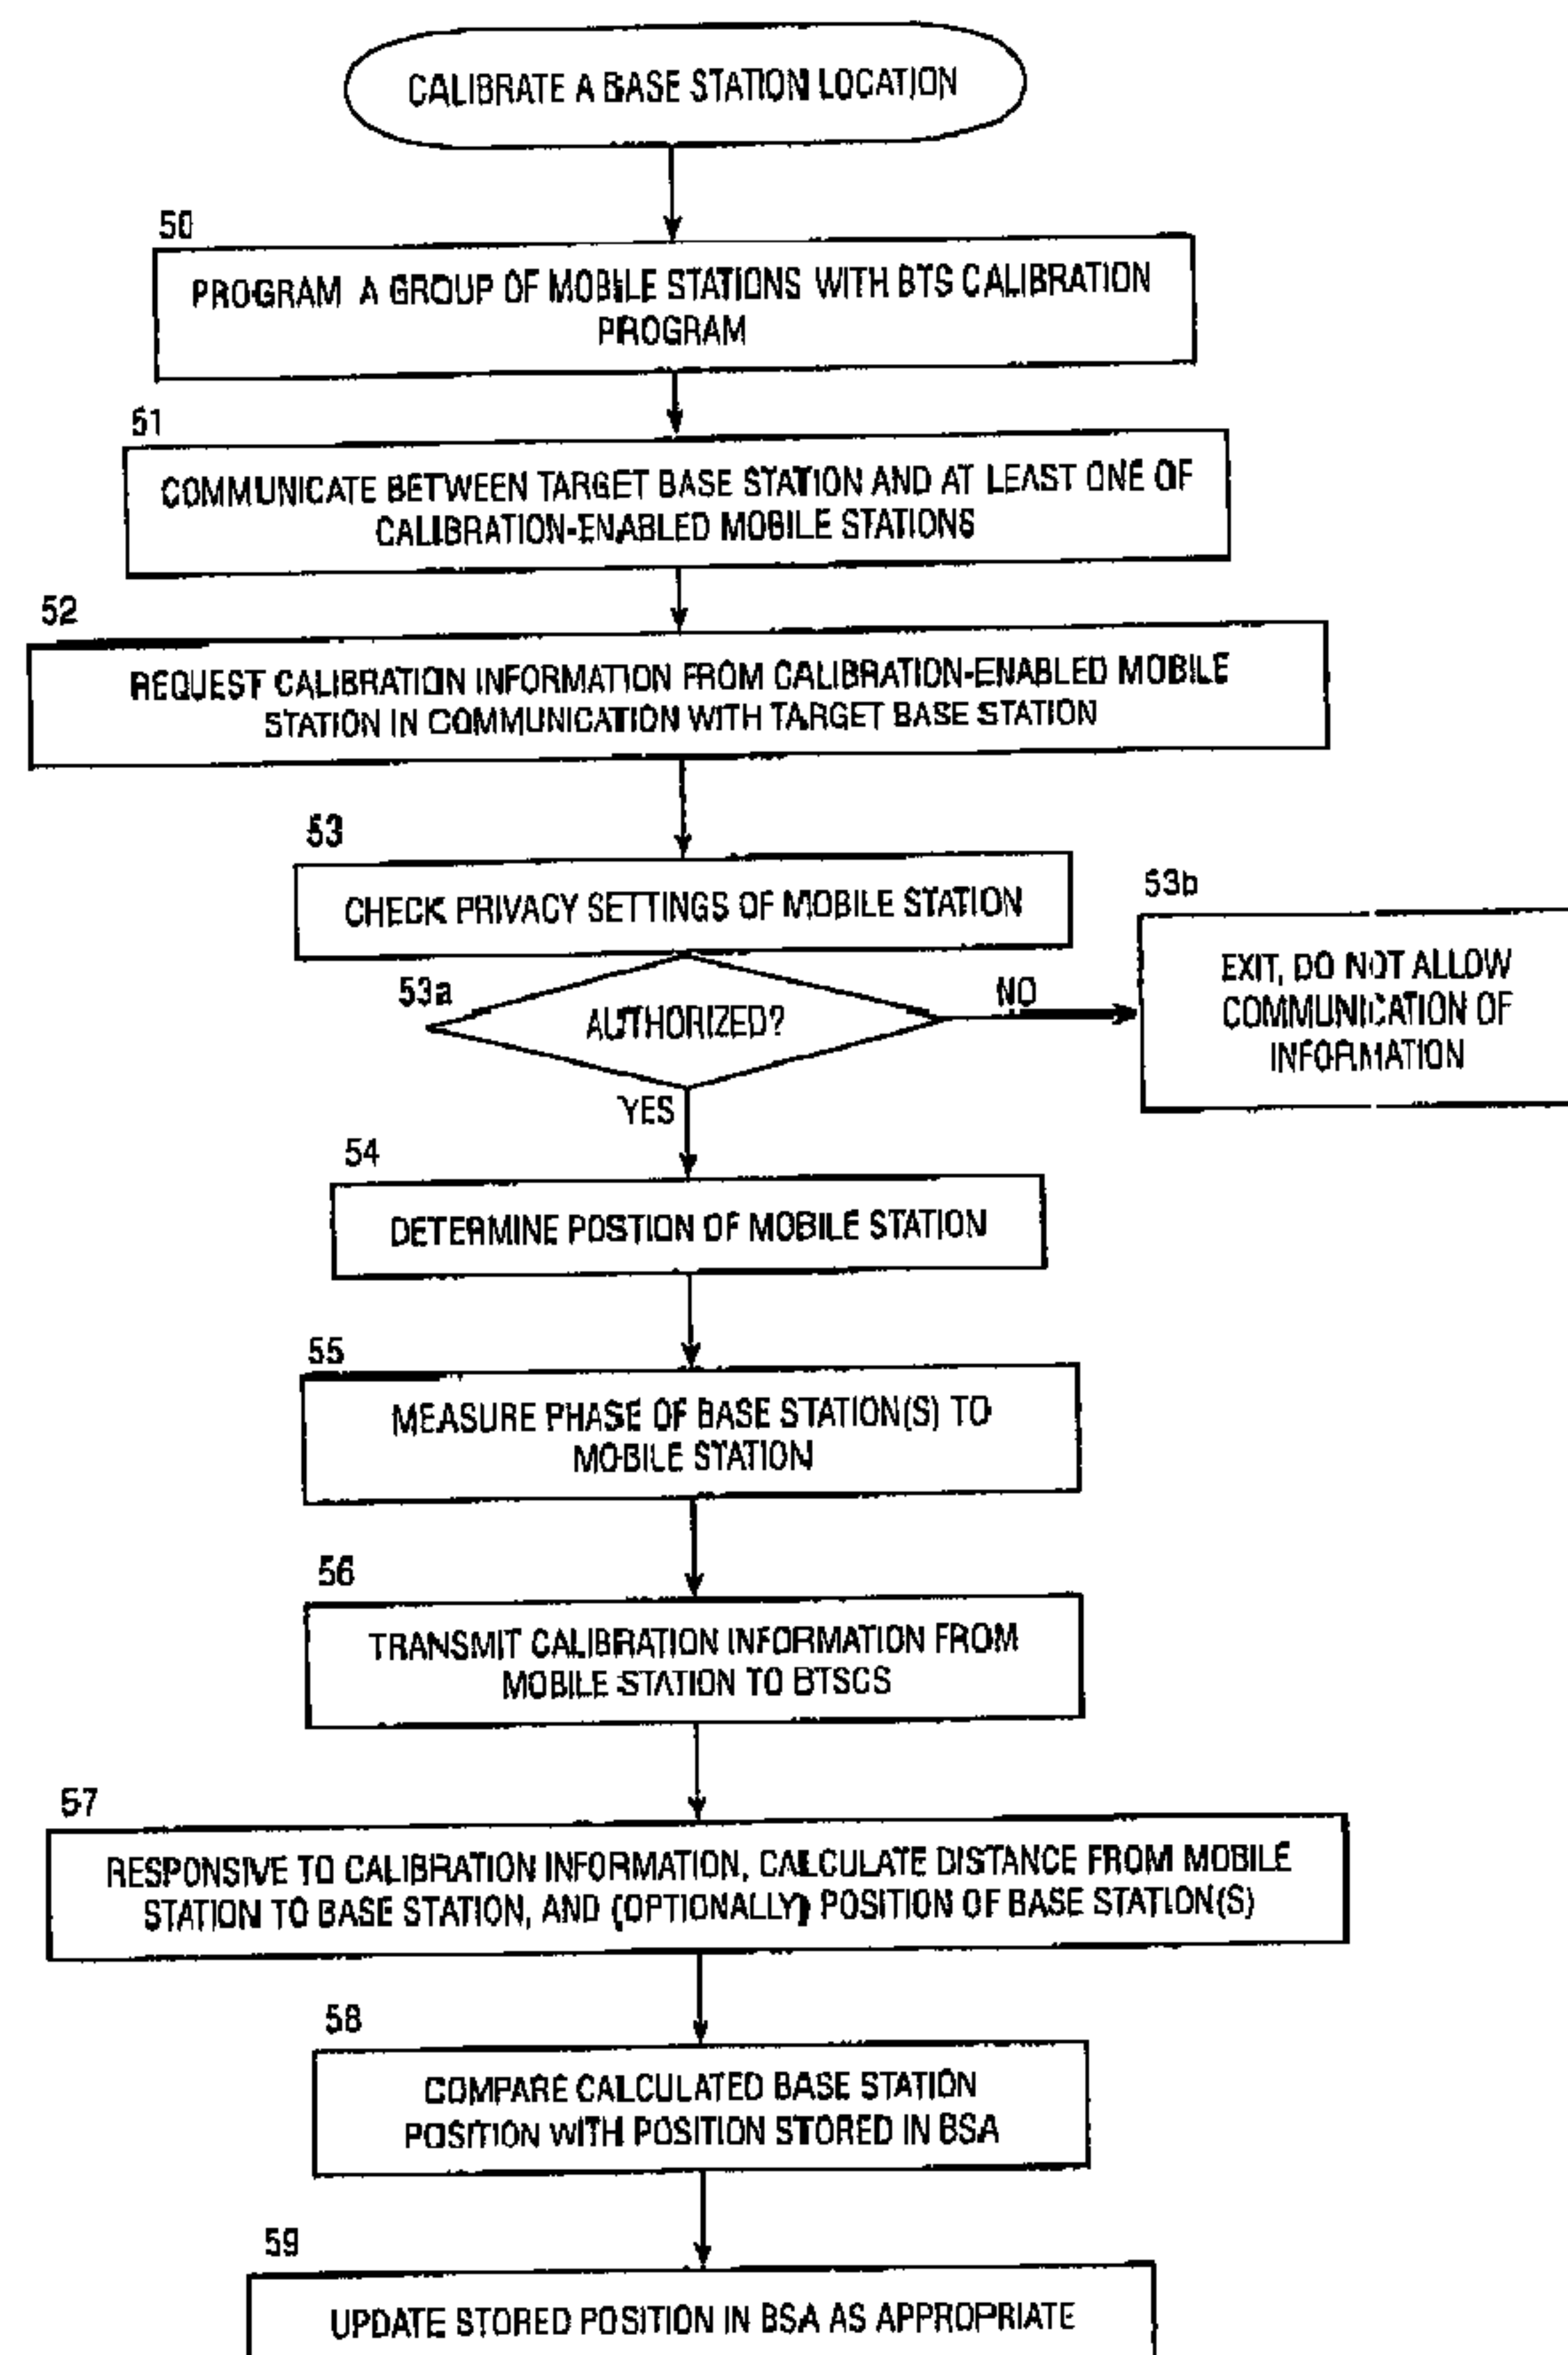 CALIBRATE A BASE STATION LOCATION
50
PROGRAM A GROUP OF MOBILE STATIONS WITH BTS CALIBRATION
PROGRAM
51
COMMUNICATE BETWEEN TARGET BASE STATION AND AT LEAST ONE OF
CALIBRATION-ENABLED MOBILE STATIONS
52
REQUEST CALIBRATION INFORMATION FROM CALIBRATION-ENABLED MOBILE
STATION IN COMMUNICATION WITH TARGET BASE STATION
53
CHECK PRIVACY SETTINGS OF MOBILE STATION
53a
AUTHORIZED?
NO
53b
EXIT, DO NOT ALLOW
COMMUNICATION OF
INFORMATION
YES
54
DETERMINE POSTION OF MOBILE STATION
55
MEASURE PHASE OF BASE STATION(S) TO
MOBILE STATION
56
TRANSMIT CALIBRATION INFORMATION FROM
MOBILE STATION TO BTSCS
57
RESPONSIVE TO CALIBRATION INFORMATION, CALCULATE DISTANCE FROM MOBILE
STATION TO BASE STATION, AND (OPTIONALLY) POSITION OF BASE STATION(S)
58
COMPARE CALCULATED BASE STATION
POSITION WITH POSITION STORED IN BSA
59
UPDATE STORED POSITION IN BSA AS APPROPRIATE